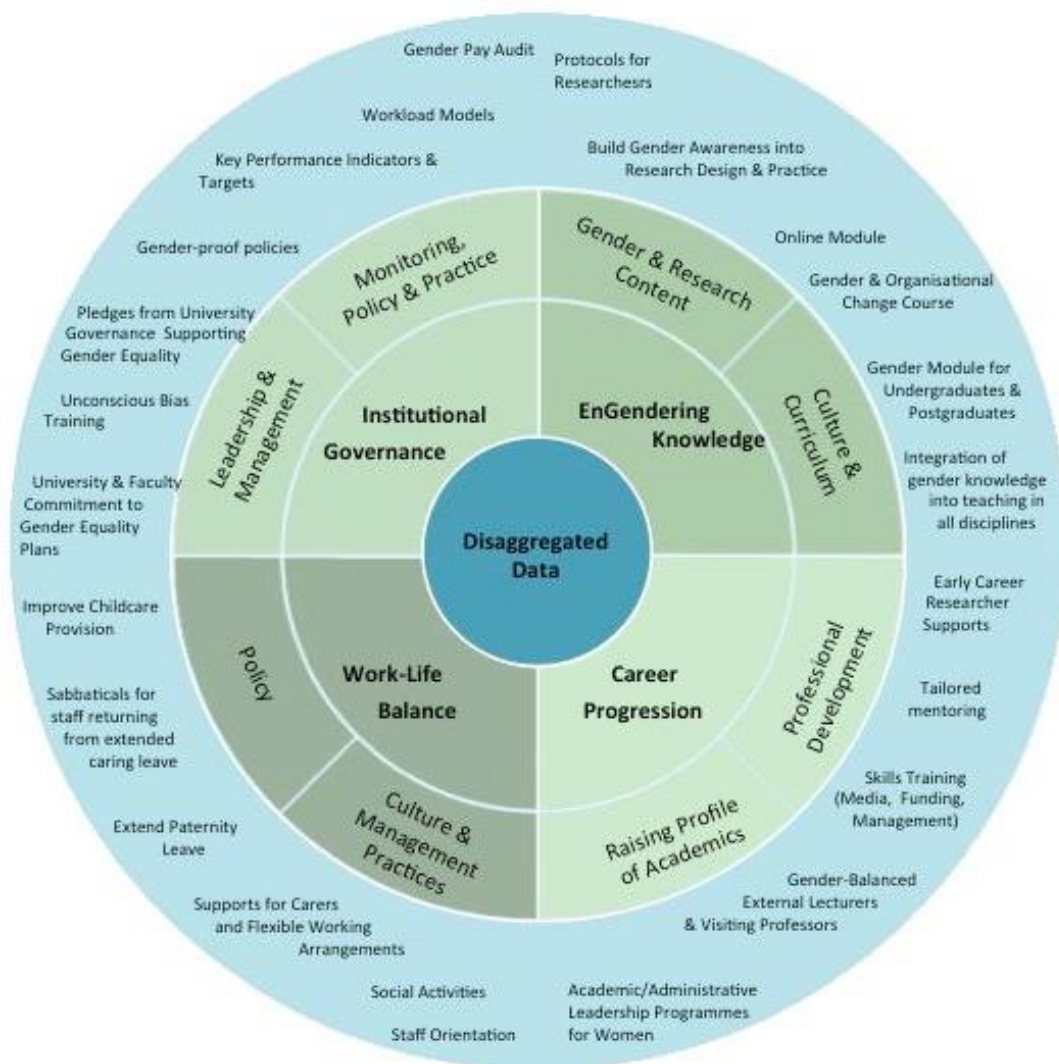 Gender Pay Audit
Protocols for
Researchesrs
Workload Models
Build Gender Awareness into
Research Design & Practice
Key Performance Indicators &
Targets
Online Module
Gender-proof policies
Gender & Organisational
Change Course
Pledges from University
Governance Supporting
Gender Equality
Gender Module for
Undergraduates &
Postgraduates
Unconscious Bias
Training
Integration of
gender knowledge
into teaching in
all disciplines
University & Faculty
Commitment to
Gender Equality
Plans
Early Career
Researcher
Supports
Improve Childcare
Provision
Tailored
mentoring
Sabbaticals for
staff returning
from extended
caring leave
Skills Training
(Media, Funding,
Management)
Extend Paternity
Leave
Gender-Balanced
External Lecturers
& Visiting Professors
Supports for Carers
and Flexible Working
Arrangements
Social Activities
Staff Orientation
Academic/Administrative
Leadership Programmes
for Women
Monitoring,
Policy & Practice
Gender & Research
Content
Leadership &
Management
Culture &
Curriculum
Policy
Professional
Development
Culture &
Management
Practices
Raising Profile
of Academics
Institutional
Governance
EnGendering
Knowledge
Work-Life
Balance
Career
Progression
Disaggregated
Data